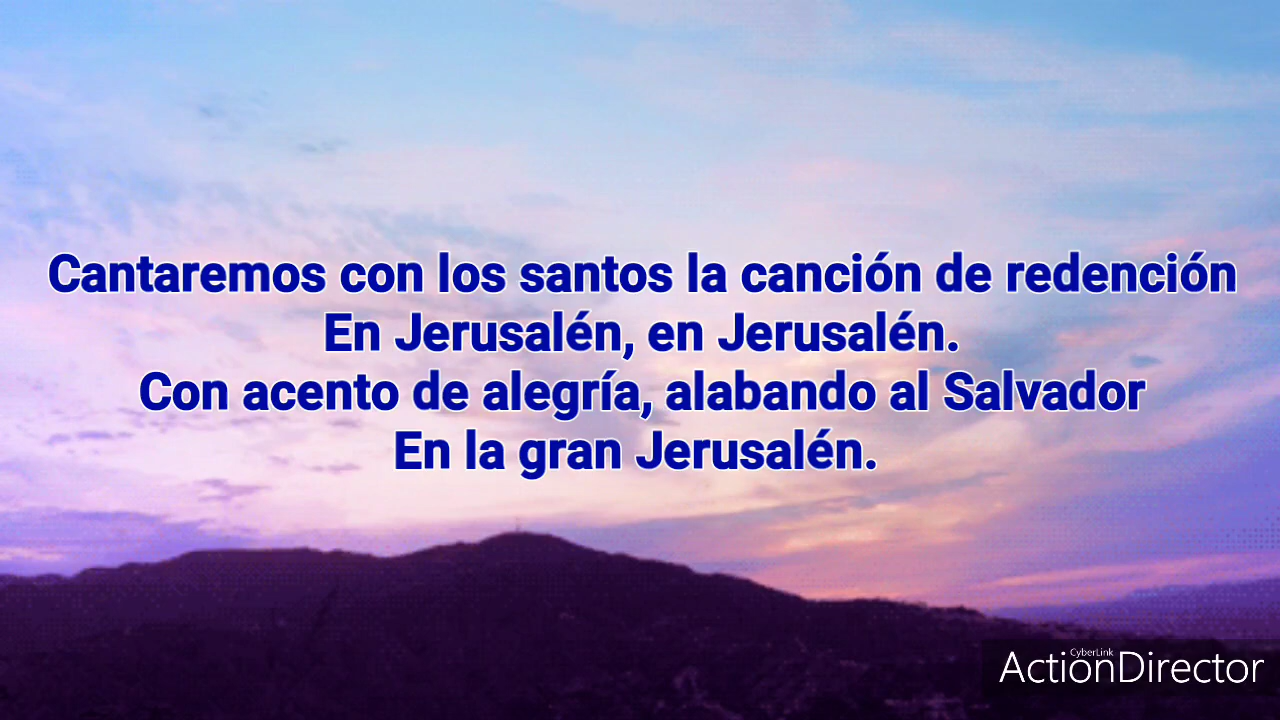 Cantaremos con los santos la canción de redención
En Jerusalén, en Jerusalén.
Con acento de alegría, alabando al Salvador
En la gran Jerusalén.
CyberLink
ActionDirector